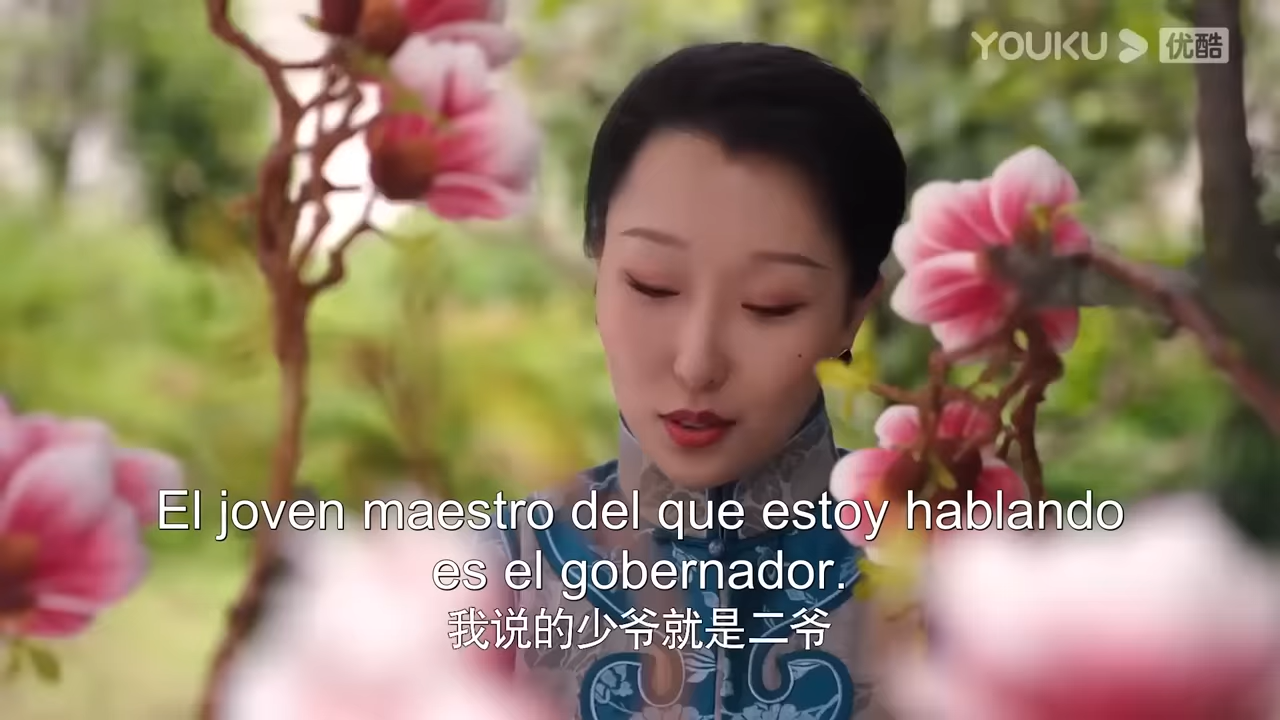 YOUKU 优酷
El joven maestro del que estoy hablando
es el gobernador.
我说的少爷就是二爷